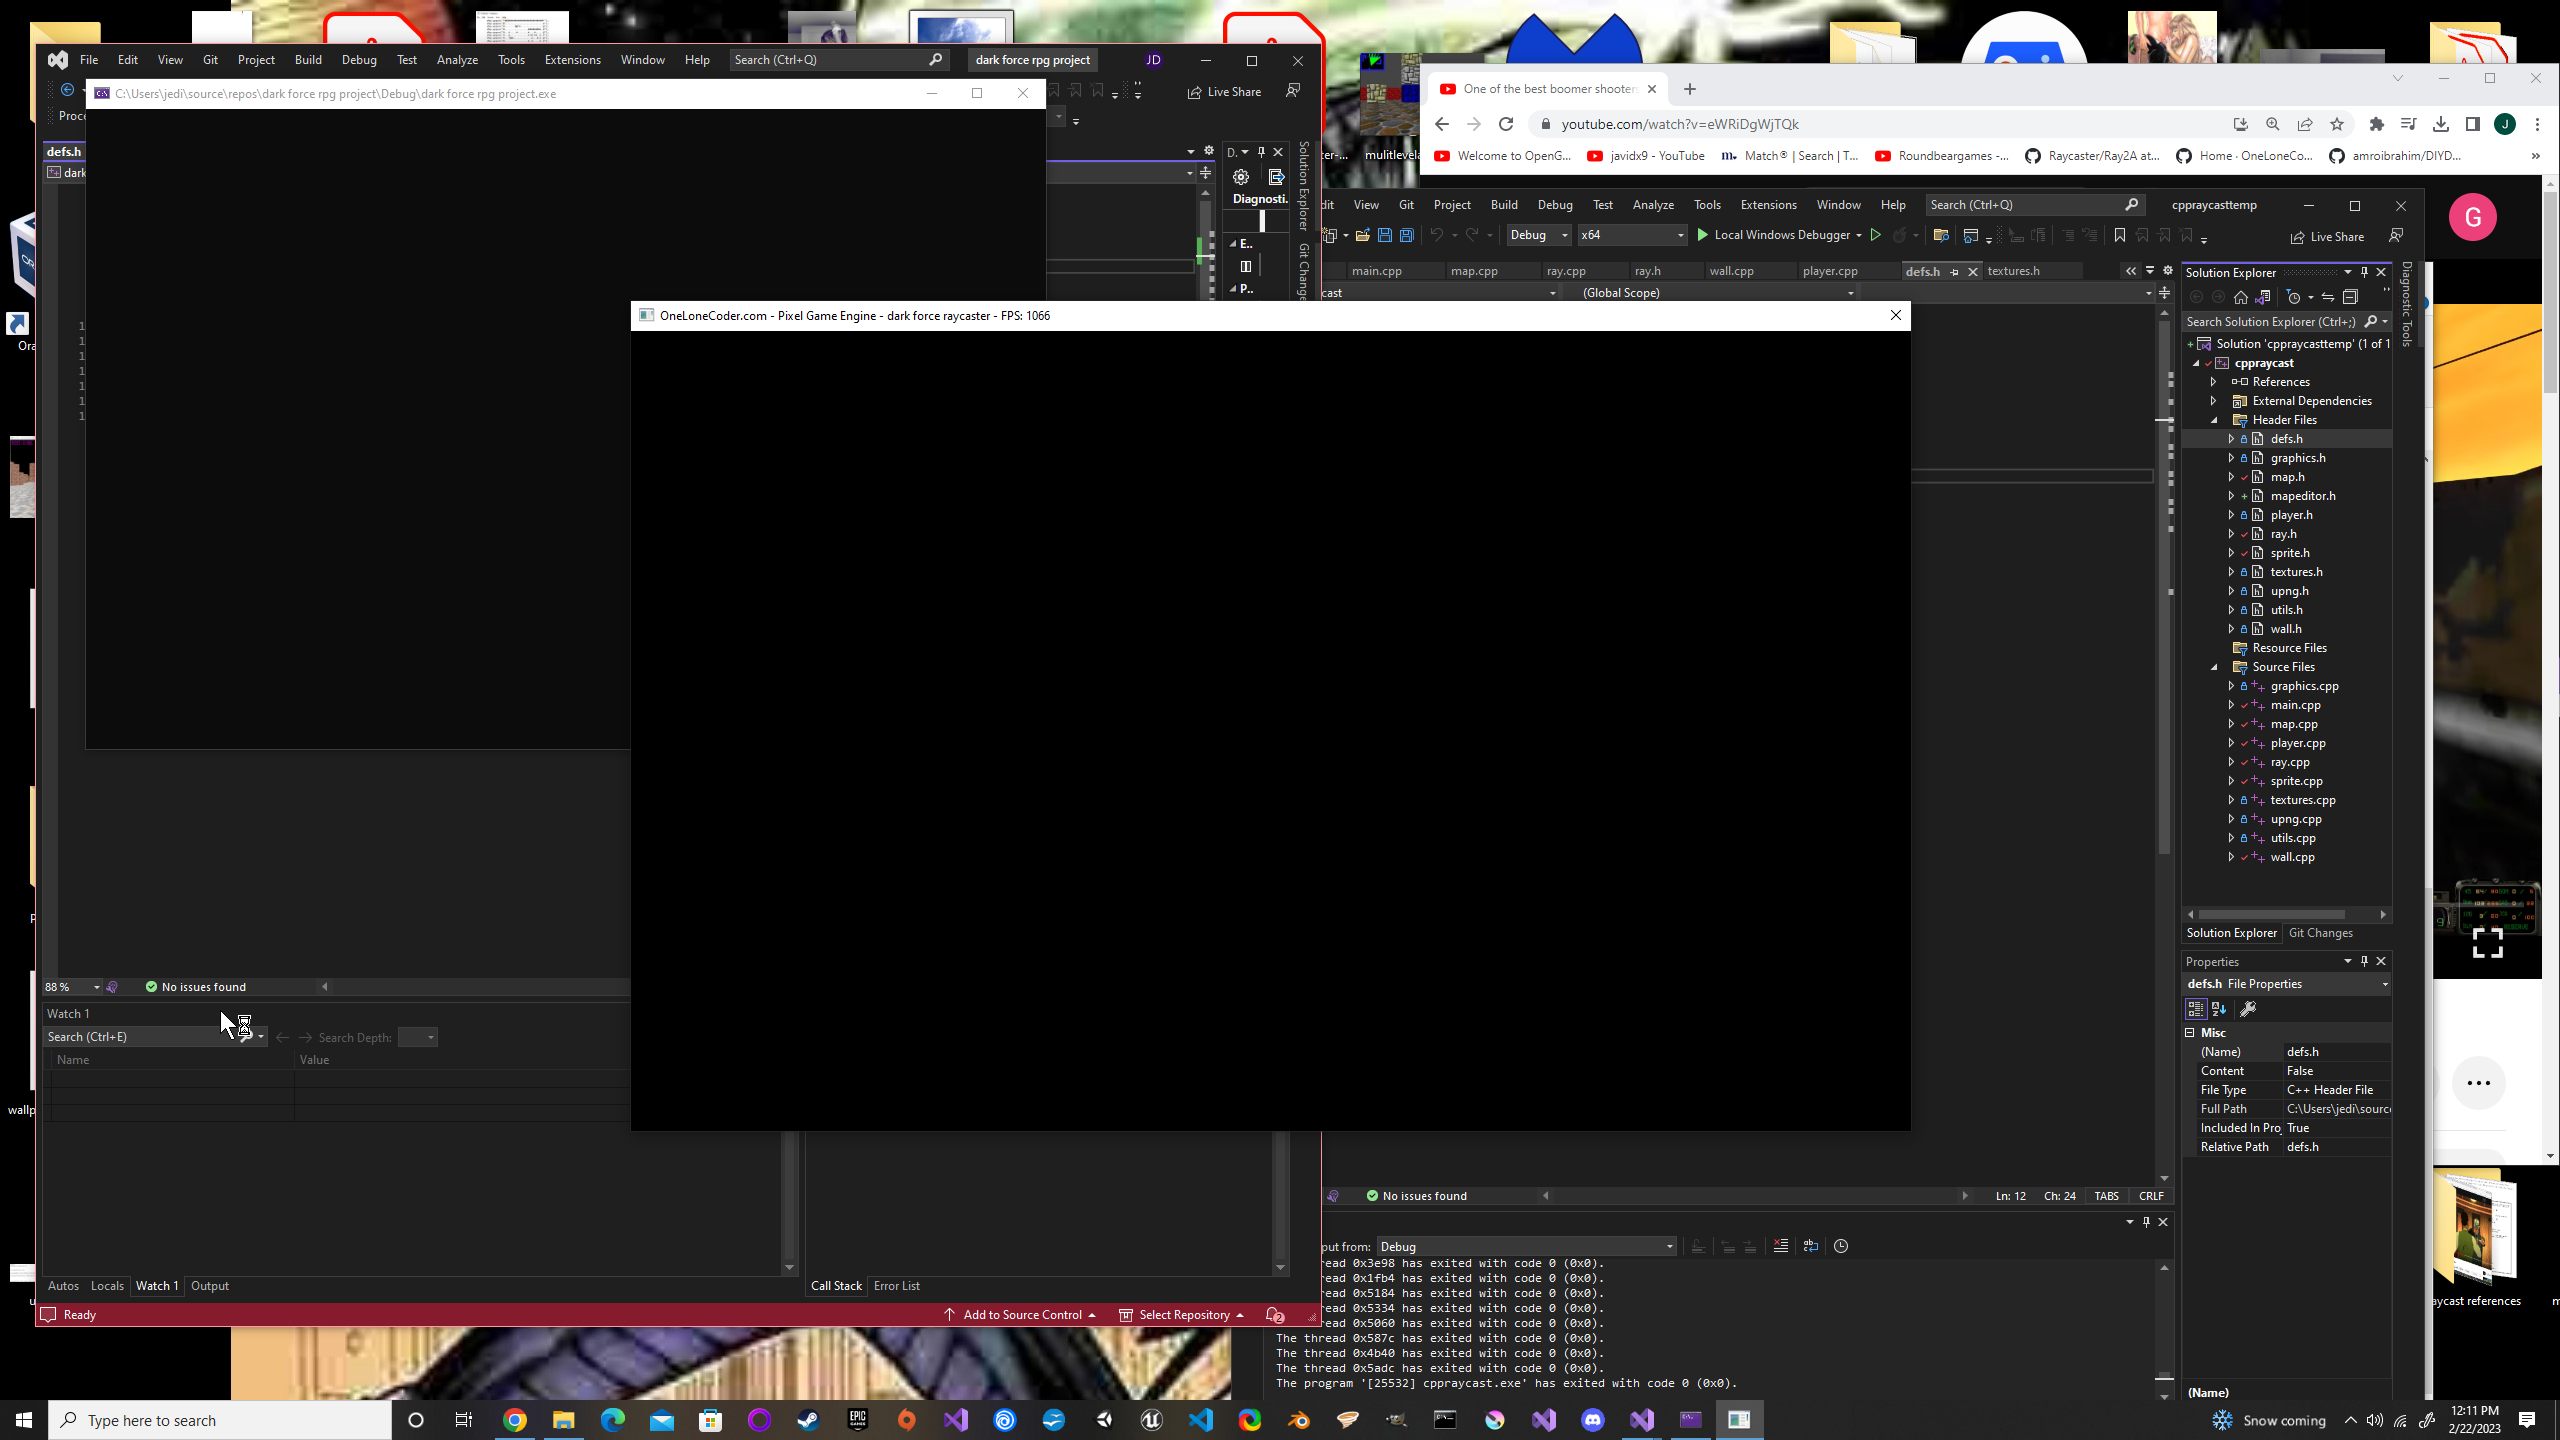 File Edit View Git Project Build Debug Test Analyze Tools Extensions Window Help Search (Ctrl+Q) dark force rpg project JD
C:\Users\jedi\source\repos\dark force rpg project\Debug\dark force rpg project.exe
Live Share
Proce
defs.h
dark
D..
Diagnosti.
E..
P..
Solution Explorer
Git Change
1
1
1
1
1
1
1
One of the best boomer shooter
youtube.com/watch?v=eWRiDgWjTQk
J
Welcome to OpenG... javidx9 - YouTube Match® | Search | T... Roundbeargames -... Raycaster/Ray2A at... Home · OneLoneCo... amroibrahim/DIYD... »
G
ter-... mulitlevela
Ora
dit View Git Project Build Debug Test Analyze Tools Extensions Window Help Search (Ctrl+Q) cppraycasttemp
Debug x64 Local Windows Debugger Live Share
main.cpp map.cpp ray.cpp ray.h wall.cpp player.cpp defs.h textures.h
cast (Global Scope)
OneLoneCoder.com - Pixel Game Engine - dark force raycaster - FPS: 1066
Solution Explorer
Diagnostic Tools
Search Solution Explorer (Ctrl+;)
Solution 'cppraycasttemp' (1 of 1
cppraycast
References
External Dependencies
Header Files
defs.h
graphics.h
map.h
mapeditor.h
player.h
ray.h
sprite.h
textures.h
upng.h
utils.h
wall.h
Resource Files
Source Files
graphics.cpp
main.cpp
map.cpp
player.cpp
ray.cpp
sprite.cpp
textures.cpp
upng.cpp
utils.cpp
wall.cpp
Solution Explorer Git Changes
Properties
defs.h File Properties
Misc
(Name) defs.h
Content False
File Type C++ Header File
Full Path C:\Users\jedi\sourc
Included In Proj True
Relative Path defs.h
(Name)
88 % No issues found
Watch 1
Search (Ctrl+E) Search Depth:
Name Value
wallp
Autos Locals Watch 1 Output
Call Stack Error List
Ready Add to Source Control Select Repository 2
No issues found Ln: 12 Ch: 24 TABS CRLF
put from: Debug
read 0x3e98 has exited with code 0 (0x0).
read 0x1fb4 has exited with code 0 (0x0).
read 0x5184 has exited with code 0 (0x0).
read 0x5334 has exited with code 0 (0x0).
read 0x5060 has exited with code 0 (0x0).
The thread 0x587c has exited with code 0 (0x0).
The thread 0x4b40 has exited with code 0 (0x0).
The thread 0x5adc has exited with code 0 (0x0).
The program '[25532] cppraycast.exe' has exited with code 0 (0x0).
aycast references
Type here to search
EPIC
Snow coming
12:11 PM
2/22/2023